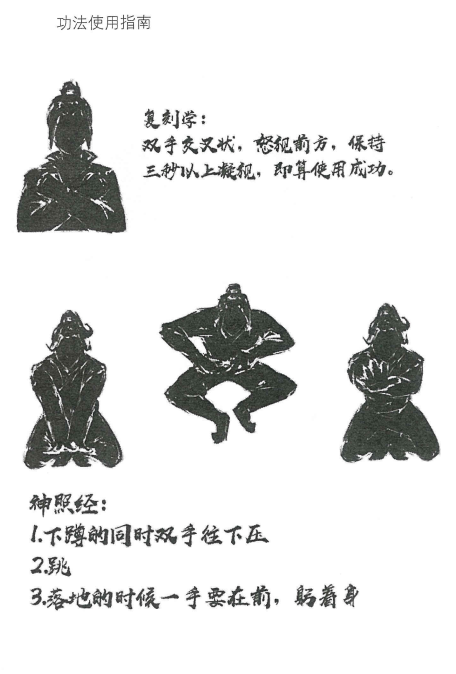 功法使用指南
复刻学：
双手交叉状，怒视前方，保持
三秒以上凝视，即算使用成功。
神照经：
1.下蹲的同时双手往下压
2.跳
3.落地的时候一手要在前，躬着身